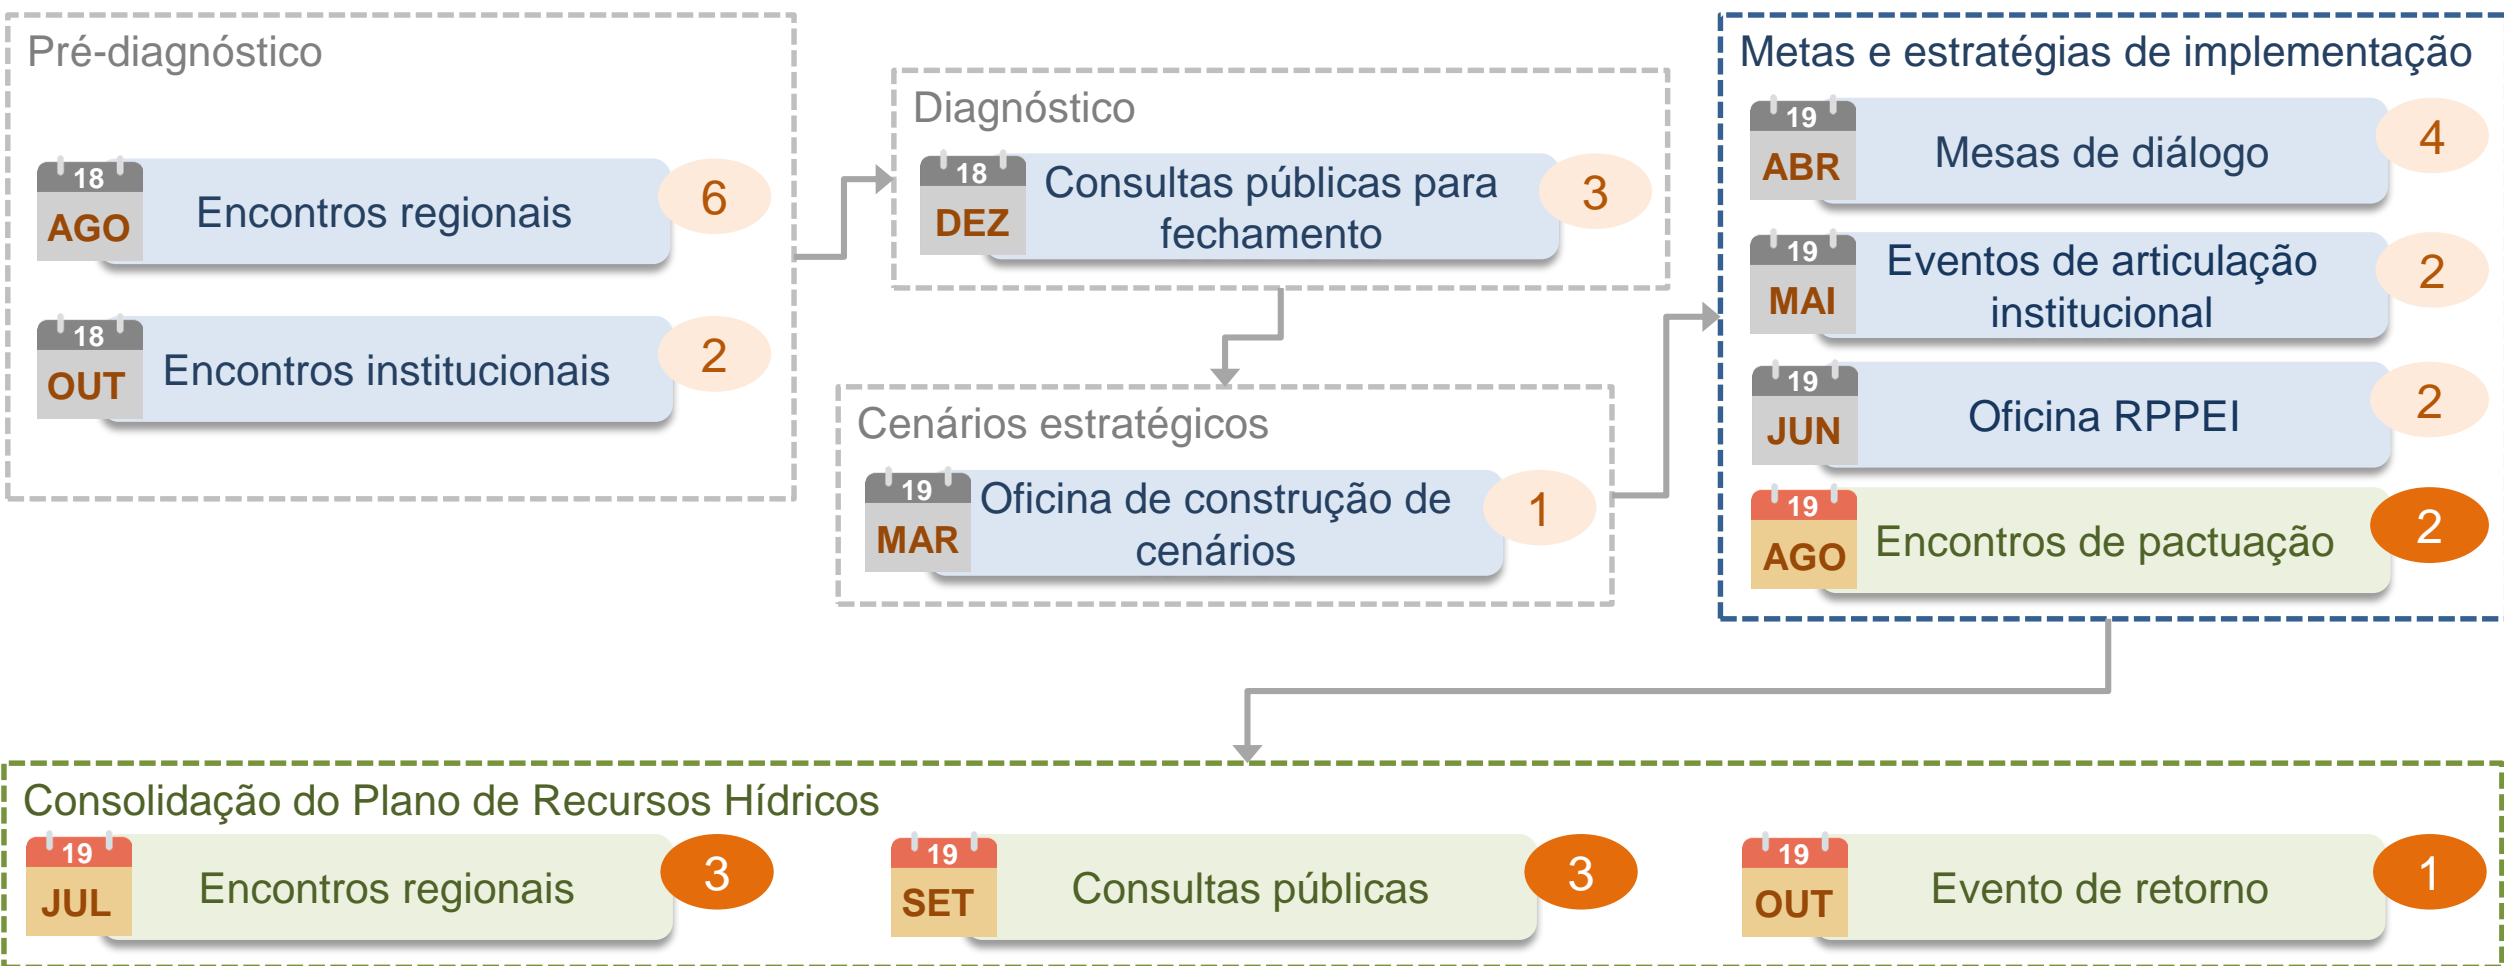 Pré-diagnóstico
18
AGO
Encontros regionais
6
18
OUT
Encontros institucionais
2
Diagnóstico
18
DEZ
Consultas públicas para
fechamento
3
Cenários estratégicos
19
MAR
Oficina de construção de
cenários
1
Metas e estratégias de implementação
19
ABR
Mesas de diálogo
4
19
MAI
Eventos de articulação
institucional
2
19
JUN
Oficina RPPEI
2
19
AGO
Encontros de pactuação
2
Consolidação do Plano de Recursos Hídricos
19
JUL
Encontros regionais
3
19
SET
Consultas públicas
3
19
OUT
Evento de retorno
1